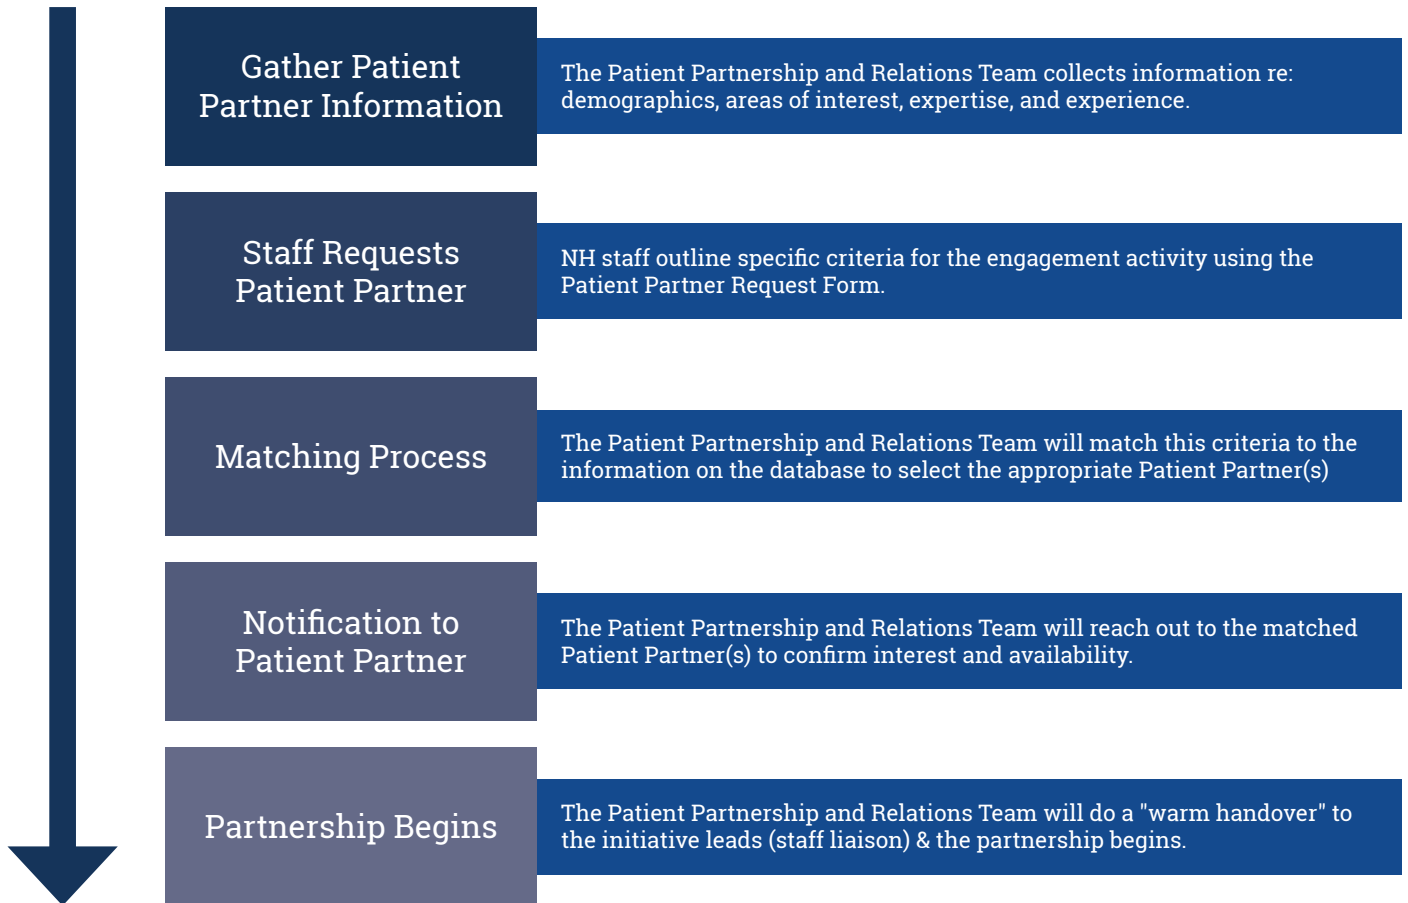 Gather Patient
Partner Information
The Patient Partnership and Relations Team collects information re:
demographics, areas of interest, expertise, and experience.
Staff Requests
Patient Partner
NH staff outline specific criteria for the engagement activity using the
Patient Partner Request Form.
Matching Process
The Patient Partnership and Relations Team will match this criteria to the
information on the database to select the appropriate Patient Partner(s)
Notification to
Patient Partner
The Patient Partnership and Relations Team will reach out to the matched
Patient Partner(s) to confirm interest and availability.
Partnership Begins
The Patient Partnership and Relations Team will do a "warm handover" to
the initiative leads (staff liaison) & the partnership begins.